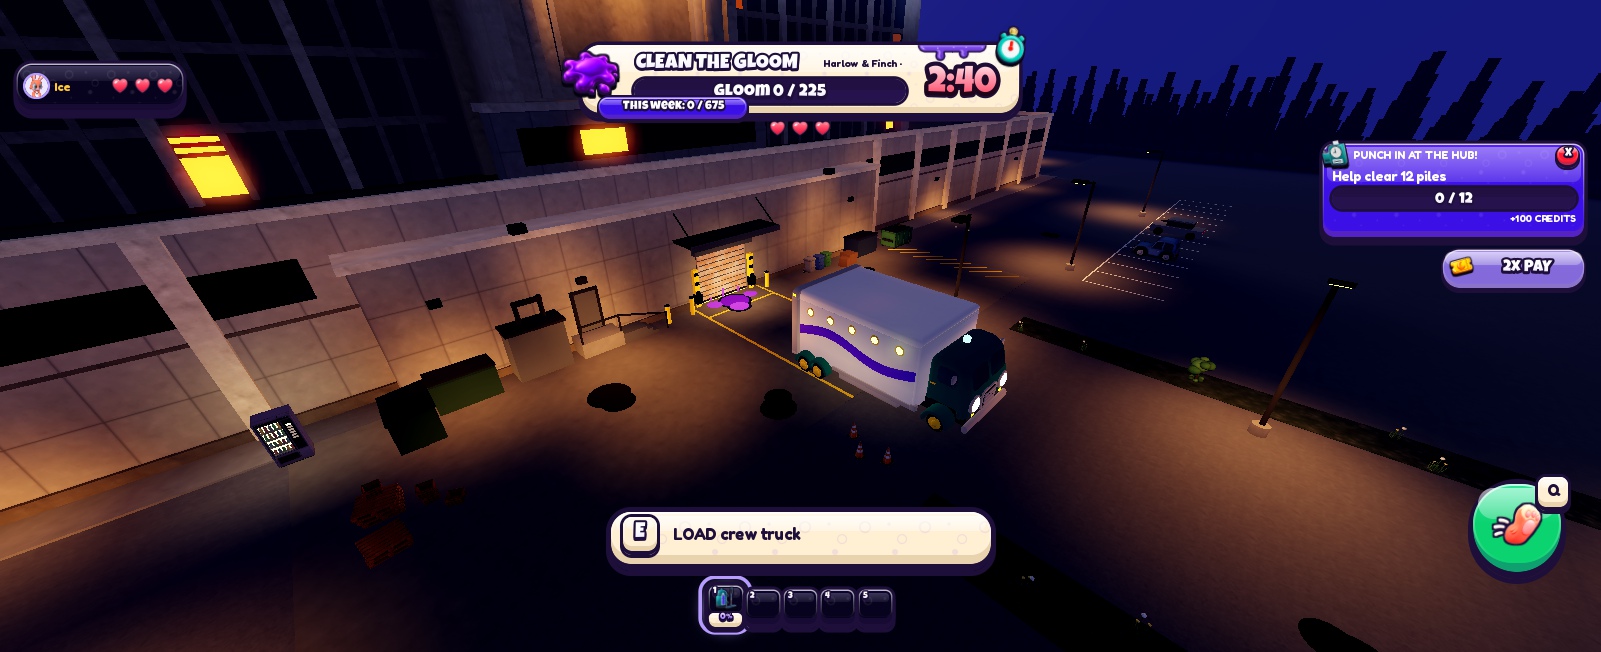 Ice
CLEAN THE GLOOM
Harlow & Finch ·
2:40
GLOOM 0 / 225
THIS WEEK: 0 / 675
PUNCH IN AT THE HUB!
X
Help clear 12 piles
0 / 12
+100 CREDITS
2X PAY
Q
E
LOAD crew truck
1
0%
2
3
4
5